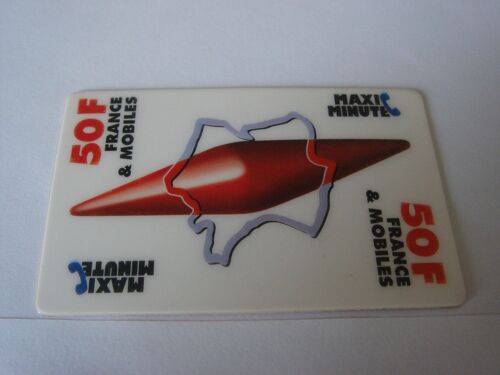 50F
FRANCE
& MOBILES
MAXI
MINUTE
MAXI
MINUTE
50F
FRANCE
& MOBILES